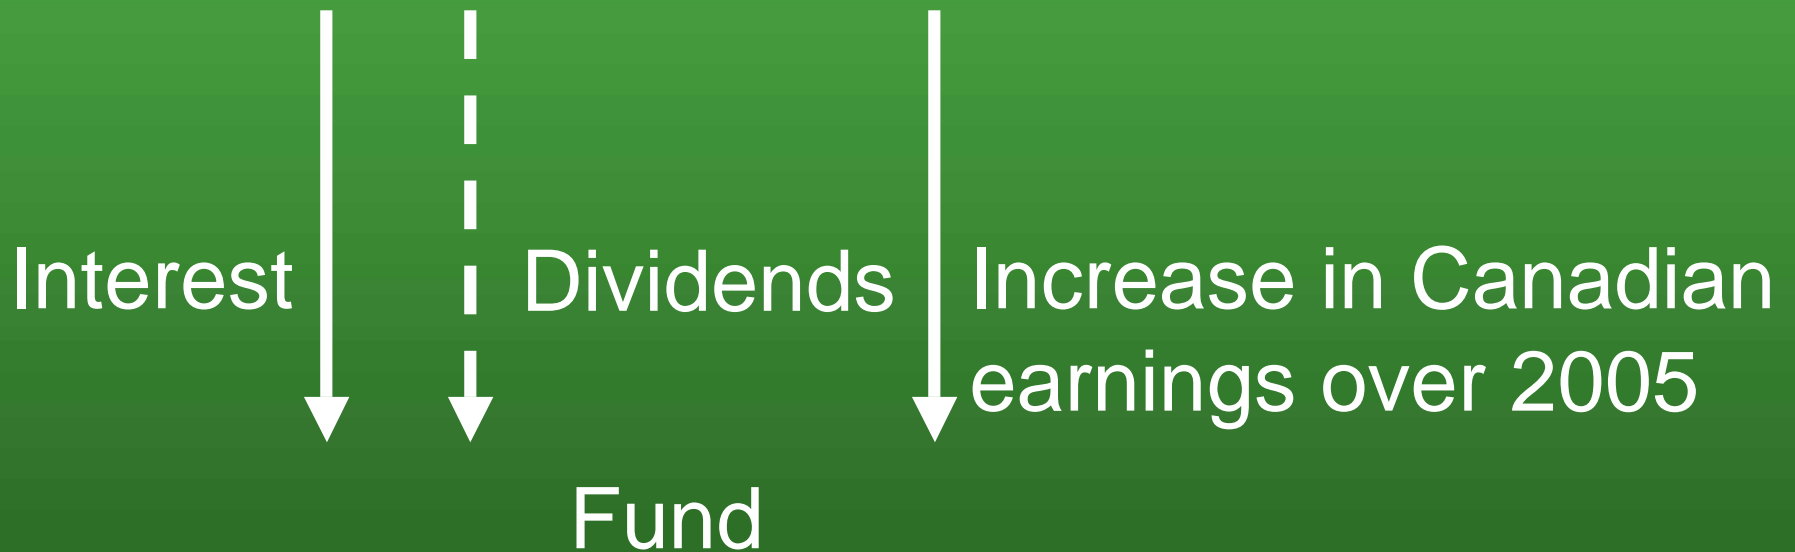 Interest
Dividends
Increase in Canadian
earnings over 2005
Fund